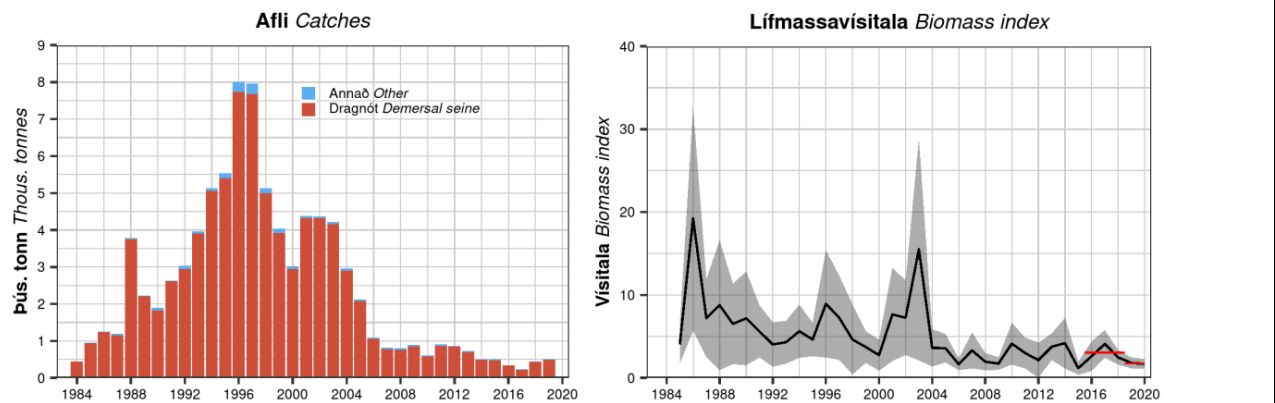 Afli Catches
Þús. tonn Thous. tonnes
9
8
7
6
5
4
3
2
1
0
Annað Other
Dragnót Demersal seine
1984 1988 1992 1996 2000 2004 2008 2012 2016 2020
Lífmassavísitala Biomass index
Vísitala Biomass index
40
30
20
10
0
1984 1988 1992 1996 2000 2004 2008 2012 2016 2020